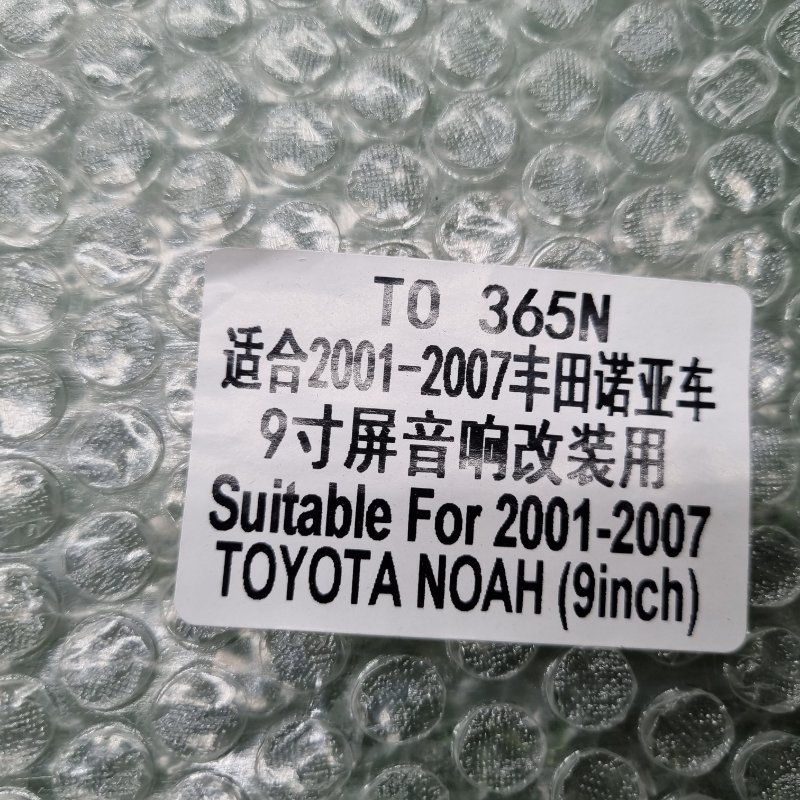 TO 365N
适合2001-2007丰田诺亚车
9寸屏音响改装用
Suitable For 2001-2007
TOYOTA NOAH (9inch)